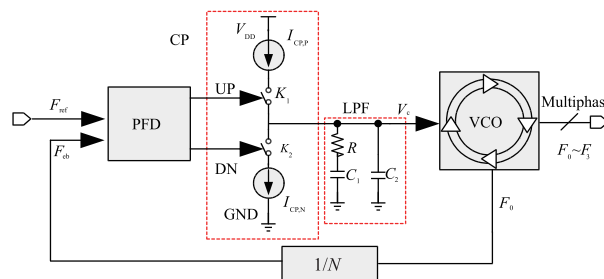 CP
V_DD
I_CP,P
UP
K_1
F_ref
PFD
F_eb
DN
K_2
I_CP,N
GND
LPF
R
C_1
C_2
V_c
VCO
Multiphas
F_0~F_3
F_0
1/N